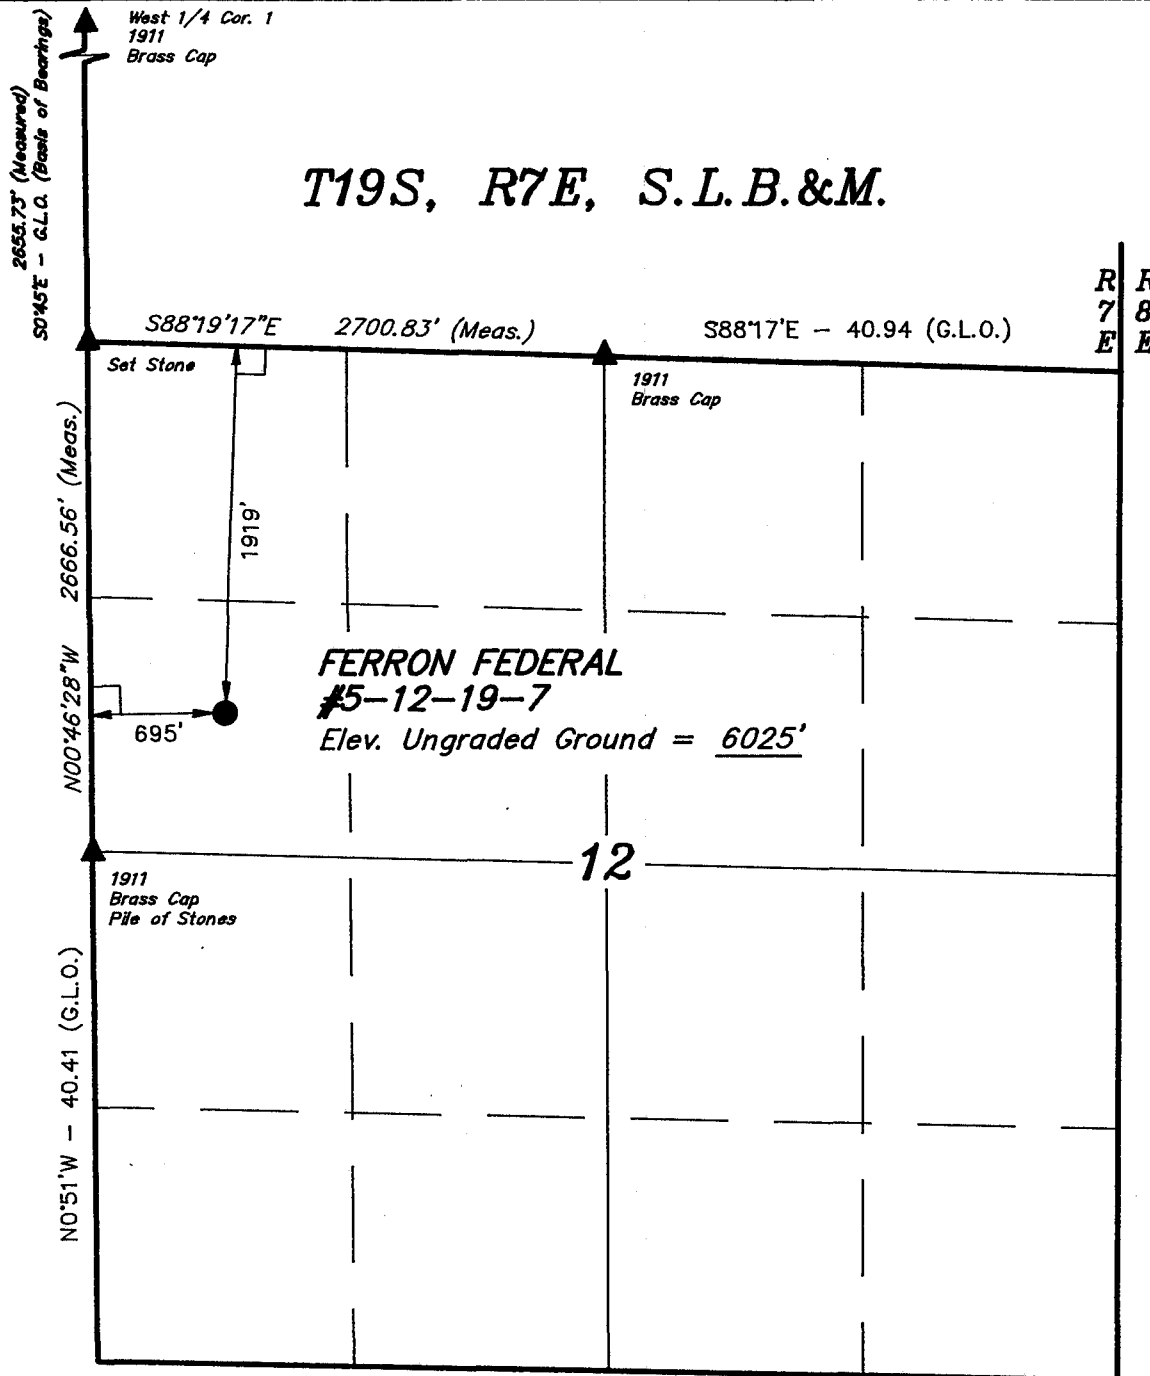 West 1/4 Cor. 1
1911
Brass Cap
2655.73' (Measured)
S0°45'E - G.L.O. (Basis of Bearings)
T19S, R7E, S.L.B.&M.
R R
7 8
E E
S88°19'17"E 2700.83' (Meas.) S88°17'E - 40.94 (G.L.O.)
Set Stone
1911
Brass Cap
N00°46'28"W 2666.56' (Meas.)
1919'
FERRON FEDERAL
#5-12-19-7
Elev. Ungraded Ground = 6025'
695'
12
1911
Brass Cap
Pile of Stones
N0°51'W - 40.41 (G.L.O.)